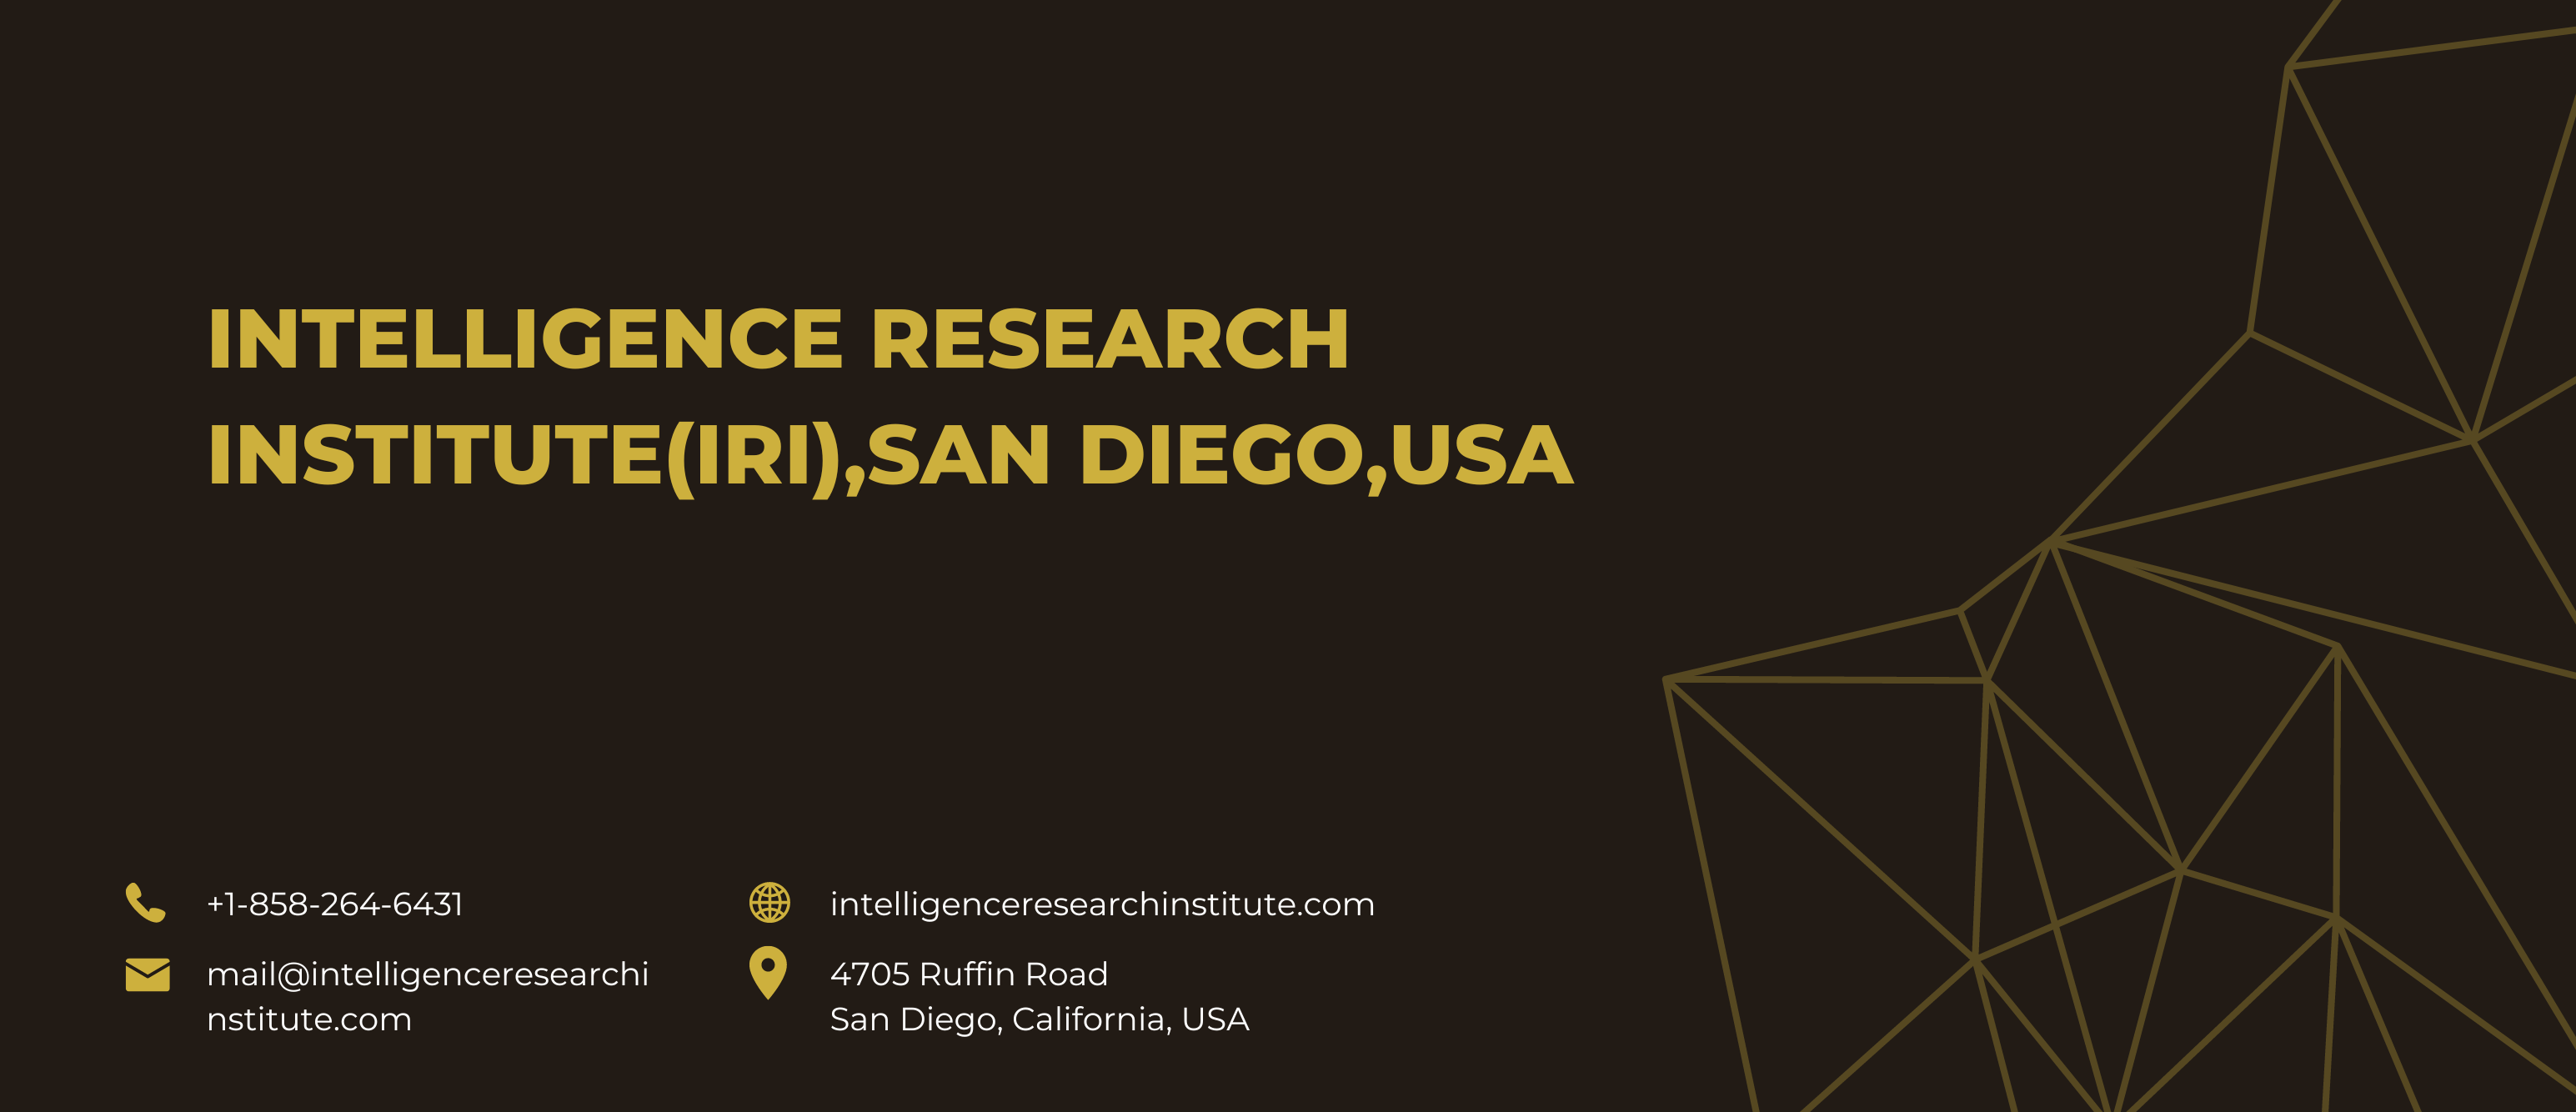 INTELLIGENCE RESEARCH
INSTITUTE(IRI),SAN DIEGO,USA
+1-858-264-6431
mail@intelligenceresearchi
nstitute.com
intelligenceresearchinstitute.com
4705 Ruffin Road
San Diego, California, USA